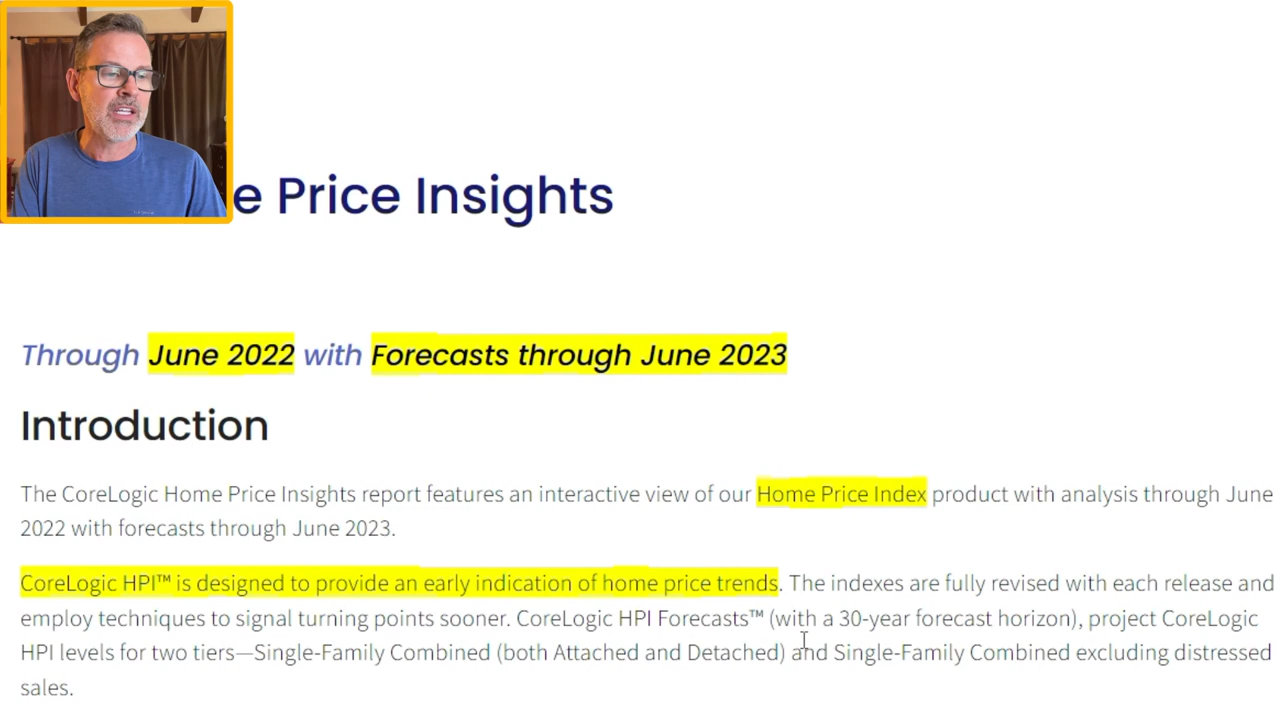 e Price Insights
Through June 2022 with Forecasts through June 2023
Introduction
The CoreLogic Home Price Insights report features an interactive view of our Home Price Index product with analysis through June
2022 with forecasts through June 2023.
CoreLogic HPI™ is designed to provide an early indication of home price trends. The indexes are fully revised with each release and
employ techniques to signal turning points sooner. CoreLogic HPI Forecasts™ (with a 30-year forecast horizon), project CoreLogic
HPI levels for two tiers—Single-Family Combined (both Attached and Detached) and Single-Family Combined excluding distressed
sales.